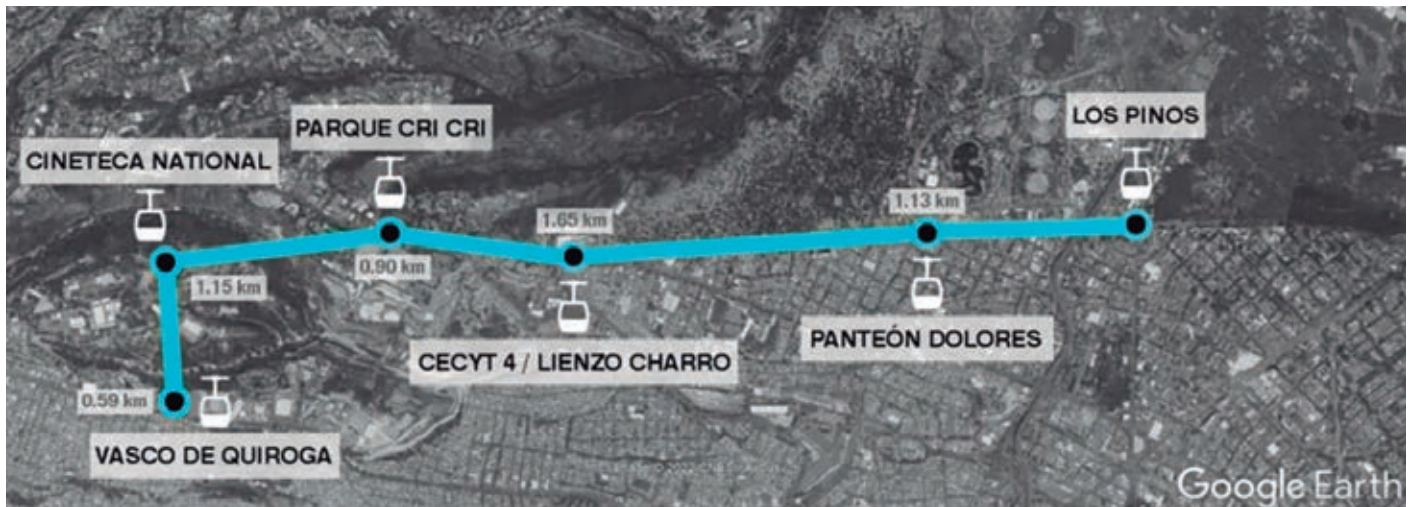 LOS PINOS
PARQUE CRI CRI
CINETECA NATIONAL
1.13 km
1.65 km
0.90 km
1.15 km
PANTEÓN DOLORES
CECYT 4 / LIENZO CHARRO
0.59 km
VASCO DE QUIROGA
Google Earth